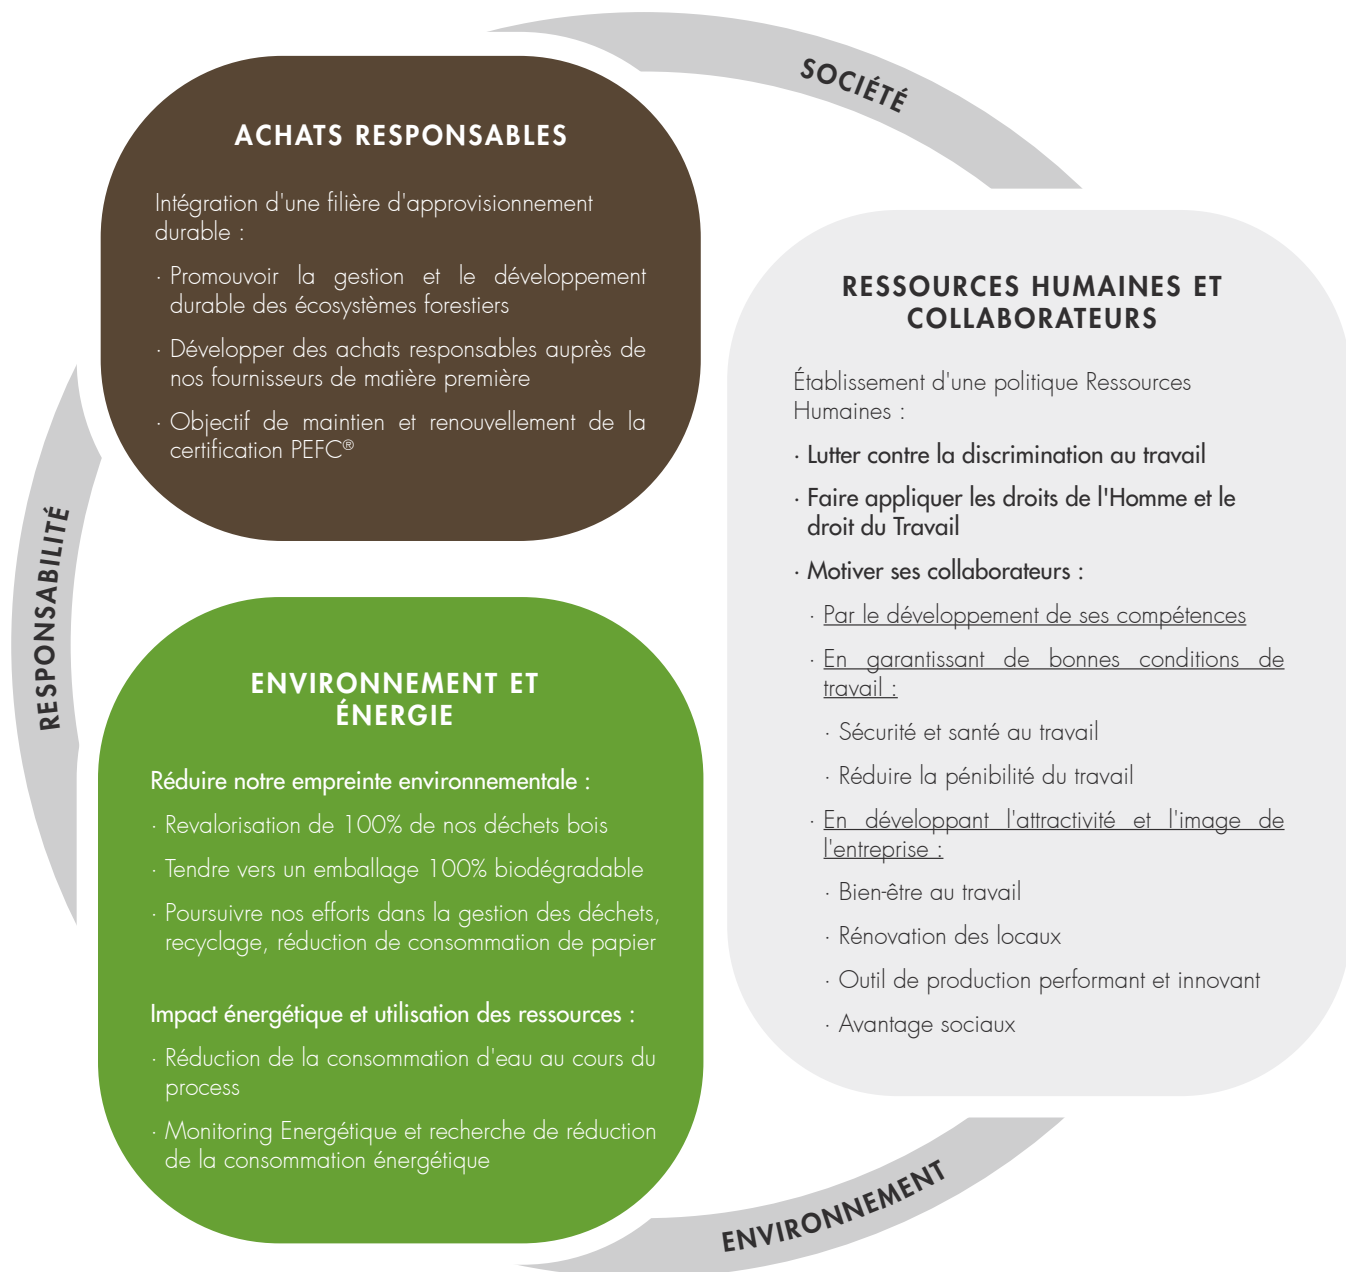 SOCIÉTÉ
ACHATS RESPONSABLES
Intégration d'une filière d'approvisionnement
durable :
· Promouvoir la gestion et le développement
durable des écosystèmes forestiers
· Développer des achats responsables auprès de
nos fournisseurs de matière première
· Objectif de maintien et renouvellement de la
certification PEFC®
RESPONSABILITÉ
ENVIRONNEMENT ET
ÉNERGIE
Réduire notre empreinte environnementale :
· Revalorisation de 100% de nos déchets bois
· Tendre vers un emballage 100% biodégradable
· Poursuivre nos efforts dans la gestion des déchets,
recyclage, réduction de consommation de papier
Impact énergétique et utilisation des ressources :
· Réduction de la consommation d'eau au cours du
process
· Monitoring Energétique et recherche de réduction
de la consommation énergétique
RESSOURCES HUMAINES ET
COLLABORATEURS
Établissement d'une politique Ressources
Humaines :
· Lutter contre la discrimination au travail
· Faire appliquer les droits de l'Homme et le
droit du Travail
· Motiver ses collaborateurs :
· Par le développement de ses compétences
· En garantissant de bonnes conditions de
travail :
· Sécurité et santé au travail
· Réduire la pénibilité du travail
· En développant l'attractivité et l'image de
l'entreprise :
· Bien-être au travail
· Rénovation des locaux
· Outil de production performant et innovant
· Avantage sociaux
ENVIRONNEMENT